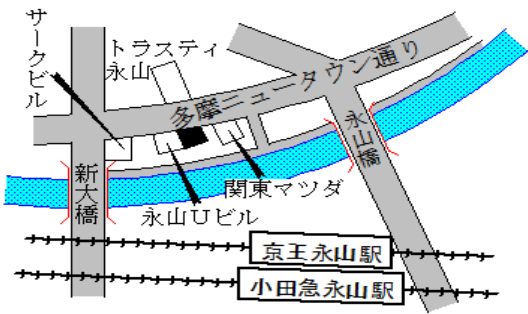 サークビル
トラスティ
永山
多摩ニュータウン通り
永山橋
新大橋
関東マツダ
永山Uビル
京王永山駅
小田急永山駅